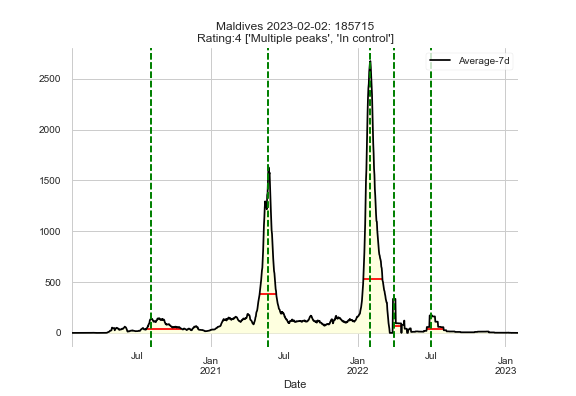 Maldives 2023-02-02: 185715
Rating:4 ['Multiple peaks', 'In control']
Average-7d
2500
2000
1500
1000
500
0
Jul Jan Jul Jan Jul Jan
2021 2022 2023
Date